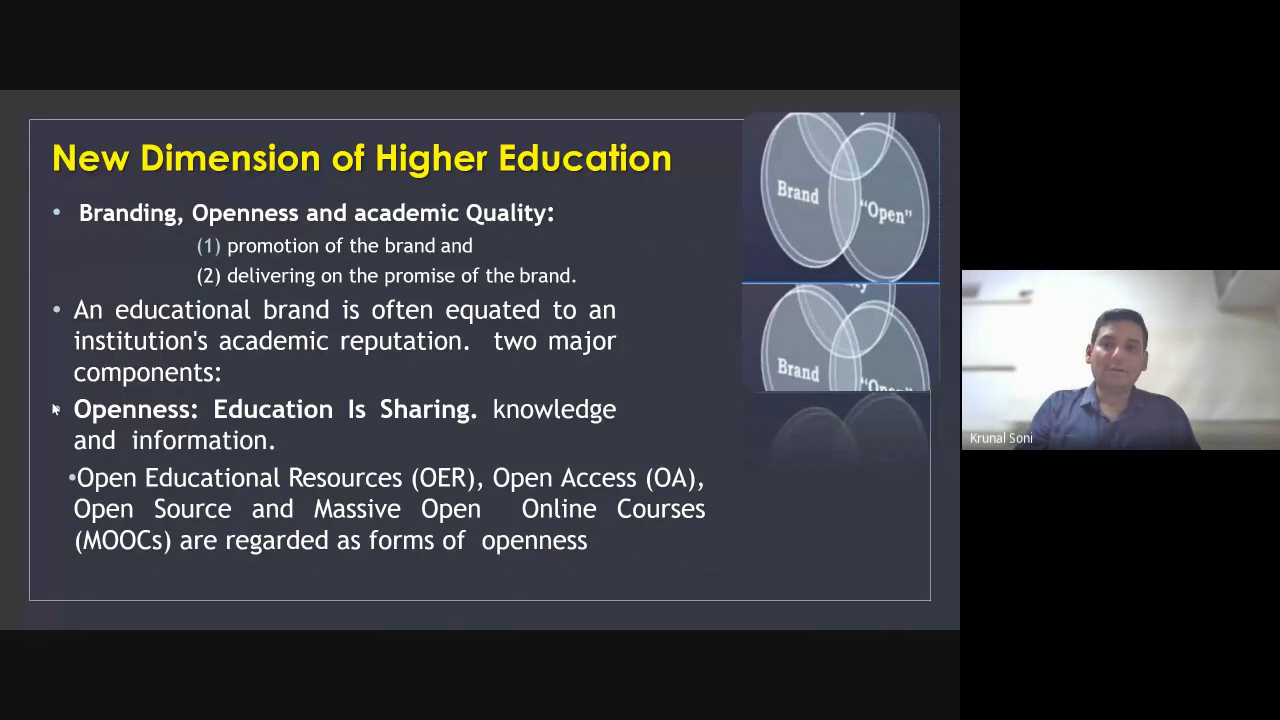 New Dimension of Higher Education
• Branding, Openness and academic Quality:
(1) promotion of the brand and
(2) delivering on the promise of the brand.
• An educational brand is often equated to an
institution's academic reputation. two major
components:
Openness: Education Is Sharing. knowledge
and information.
•Open Educational Resources (OER), Open Access (OA),
Open Source and Massive Open Online Courses
(MOOCs) are regarded as forms of openness
Brand
“Open”
Brand
Krunal Soni